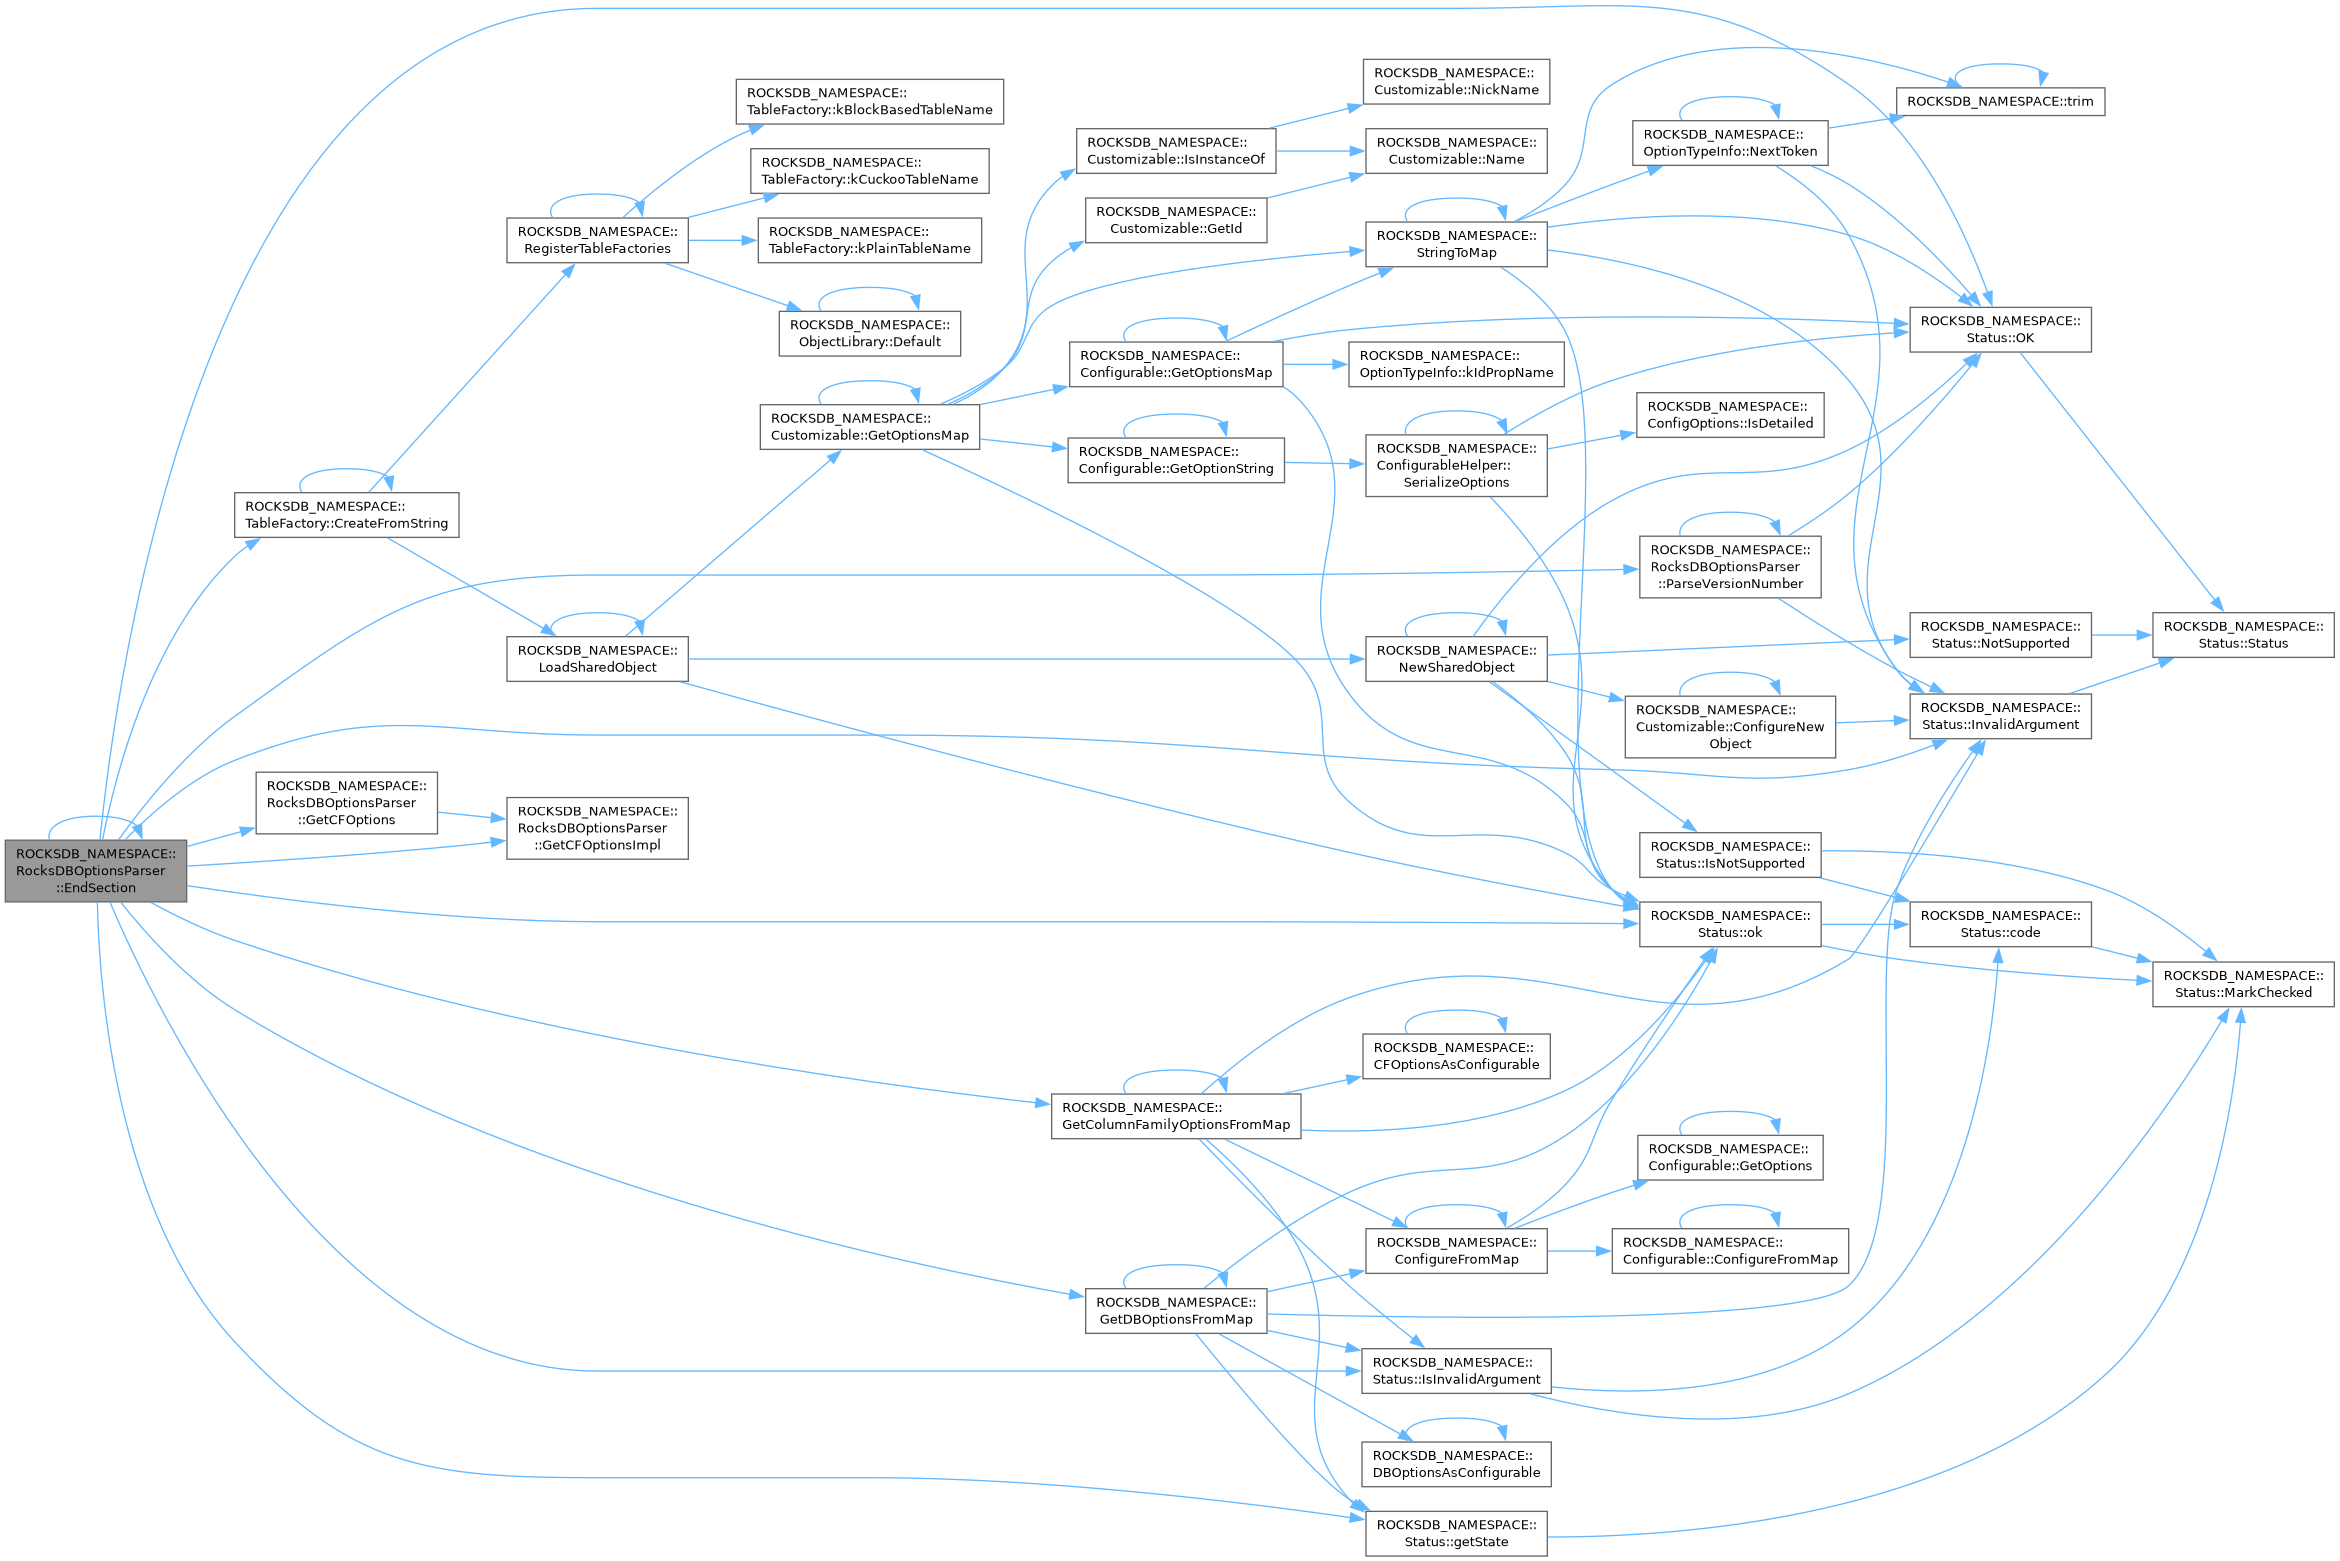 ROCKSDB_NAMESPACE::
RocksDBOptionsParser
::EndSection
ROCKSDB_NAMESPACE::
TableFactory::CreateFromString
ROCKSDB_NAMESPACE::
RocksDBOptionsParser
::GetCFOptions
ROCKSDB_NAMESPACE::
RegisterTableFactories
ROCKSDB_NAMESPACE::
LoadSharedObject
ROCKSDB_NAMESPACE::
RocksDBOptionsParser
::GetCFOptionsImpl
ROCKSDB_NAMESPACE::
TableFactory::kBlockBasedTableName
ROCKSDB_NAMESPACE::
TableFactory::kCuckooTableName
ROCKSDB_NAMESPACE::
TableFactory::kPlainTableName
ROCKSDB_NAMESPACE::
ObjectLibrary::Default
ROCKSDB_NAMESPACE::
Customizable::GetOptionsMap
ROCKSDB_NAMESPACE::
Customizable::IsInstanceOf
ROCKSDB_NAMESPACE::
Customizable::GetId
ROCKSDB_NAMESPACE::
Configurable::GetOptionsMap
ROCKSDB_NAMESPACE::
Configurable::GetOptionString
ROCKSDB_NAMESPACE::
GetColumnFamilyOptionsFromMap
ROCKSDB_NAMESPACE::
GetDBOptionsFromMap
ROCKSDB_NAMESPACE::
Customizable::NickName
ROCKSDB_NAMESPACE::
Customizable::Name
ROCKSDB_NAMESPACE::
StringToMap
ROCKSDB_NAMESPACE::
OptionTypeInfo::kIdPropName
ROCKSDB_NAMESPACE::
ConfigurableHelper::
SerializeOptions
ROCKSDB_NAMESPACE::
NewSharedObject
ROCKSDB_NAMESPACE::
CFOptionsAsConfigurable
ROCKSDB_NAMESPACE::
ConfigureFromMap
ROCKSDB_NAMESPACE::
Status::IsInvalidArgument
ROCKSDB_NAMESPACE::
DBOptionsAsConfigurable
ROCKSDB_NAMESPACE::
Status::getState
ROCKSDB_NAMESPACE::
OptionTypeInfo::NextToken
ROCKSDB_NAMESPACE::
ConfigOptions::IsDetailed
ROCKSDB_NAMESPACE::
RocksDBOptionsParser
::ParseVersionNumber
ROCKSDB_NAMESPACE::
Customizable::ConfigureNew
Object
ROCKSDB_NAMESPACE::
Status::IsNotSupported
ROCKSDB_NAMESPACE::
Status::ok
ROCKSDB_NAMESPACE::
Configurable::GetOptions
ROCKSDB_NAMESPACE::
Configurable::ConfigureFromMap
ROCKSDB_NAMESPACE::trim
ROCKSDB_NAMESPACE::
Status::OK
ROCKSDB_NAMESPACE::
Status::NotSupported
ROCKSDB_NAMESPACE::
Status::InvalidArgument
ROCKSDB_NAMESPACE::
Status::code
ROCKSDB_NAMESPACE::
Status::Status
ROCKSDB_NAMESPACE::
Status::MarkChecked